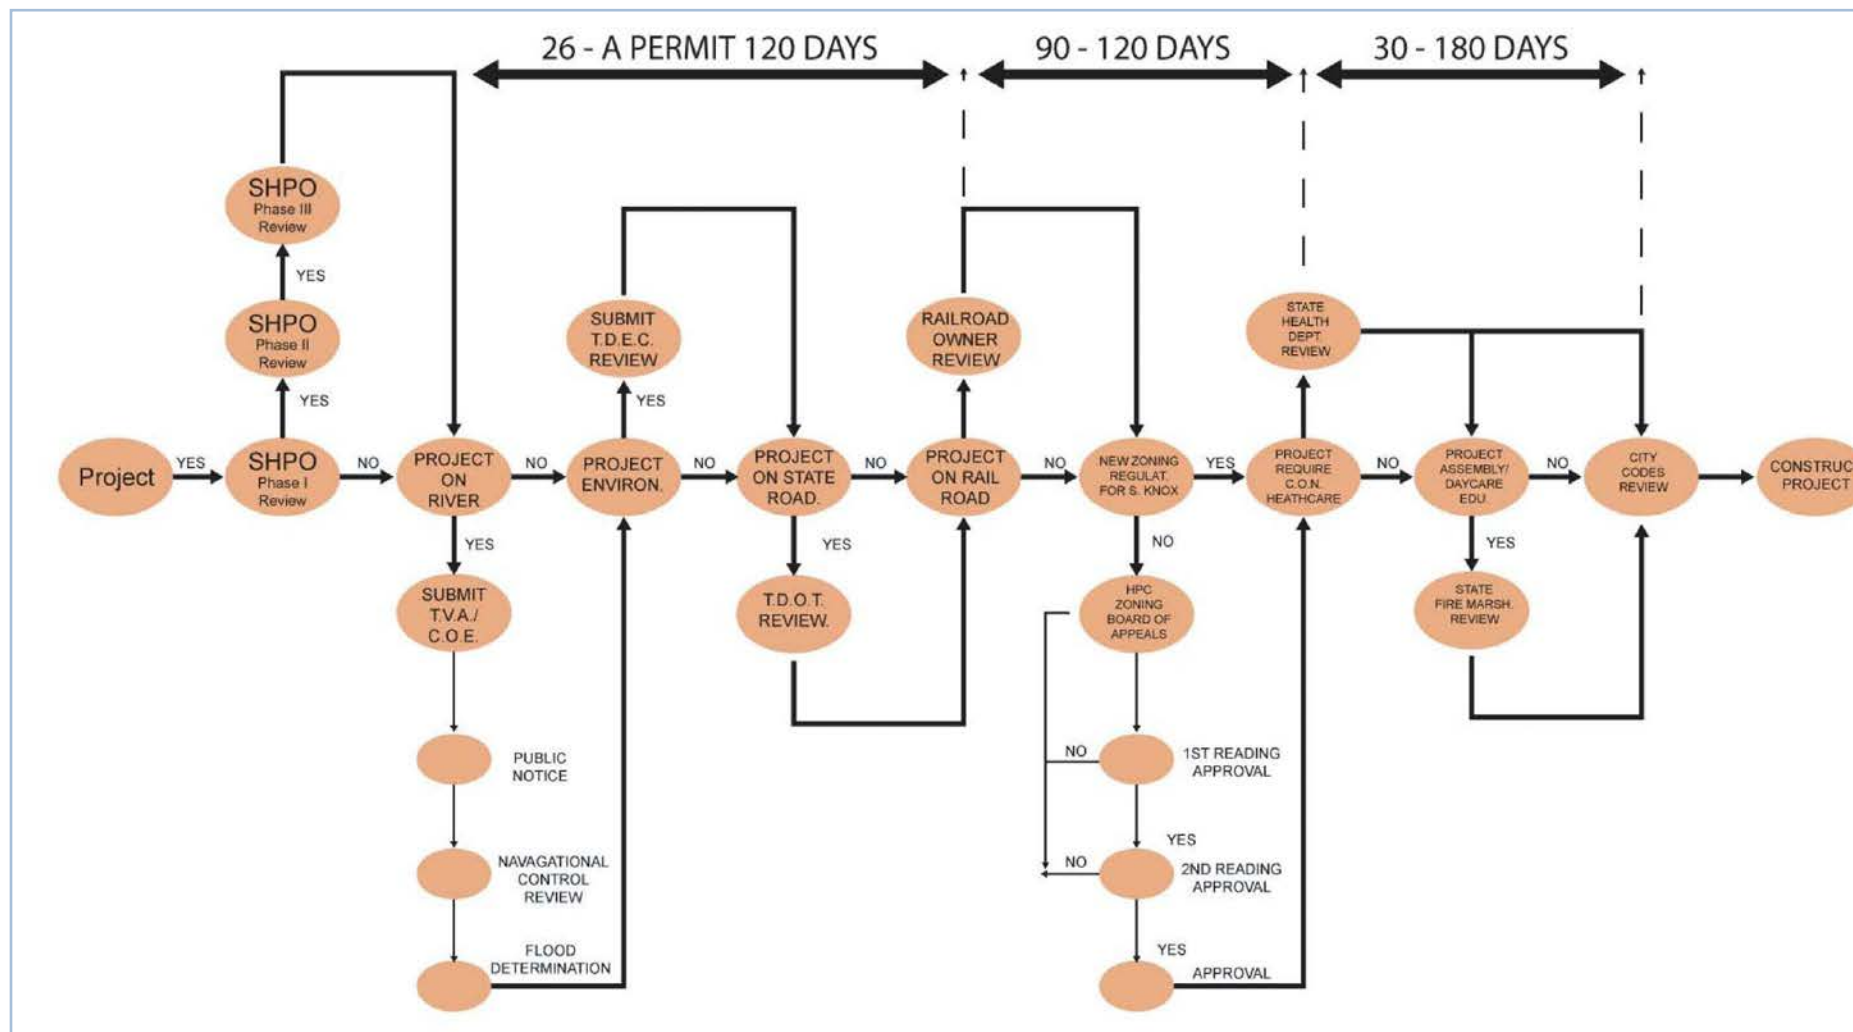 26 - A PERMIT 120 DAYS
90 - 120 DAYS
30 - 180 DAYS
SHPO
Phase III
Review
YES
SHPO
Phase II
Review
YES
SUBMIT
T.D.E.C.
REVIEW
YES
RAILROAD
OWNER
REVIEW
STATE
HEALTH
DEPT.
REVIEW
Project
YES
SHPO
Phase I
Review
NO
PROJECT
ON
RIVER
NO
PROJECT
ENVIRON.
NO
PROJECT
ON STATE
ROAD.
NO
PROJECT
ON RAIL
ROAD
NO
NEW ZONING
REGULAT.
FOR S. KNOX
YES
PROJECT
REQUIRE
C.O.N.
HEATHCARE
NO
PROJECT
ASSEMBLY/
DAYCARE
EDU.
NO
CITY
CODES
REVIEW
CONSTRUCT
PROJECT
YES
SUBMIT
T.V.A./
C.O.E.
YES
T.D.O.T.
REVIEW.
NO
HPC
ZONING
BOARD OF
APPEALS
YES
STATE
FIRE MARSH.
REVIEW
PUBLIC
NOTICE
NO
1ST READING
APPROVAL
YES
NAVAGATIONAL
CONTROL
REVIEW
NO
2ND READING
APPROVAL
YES
FLOOD
DETERMINATION
APPROVAL